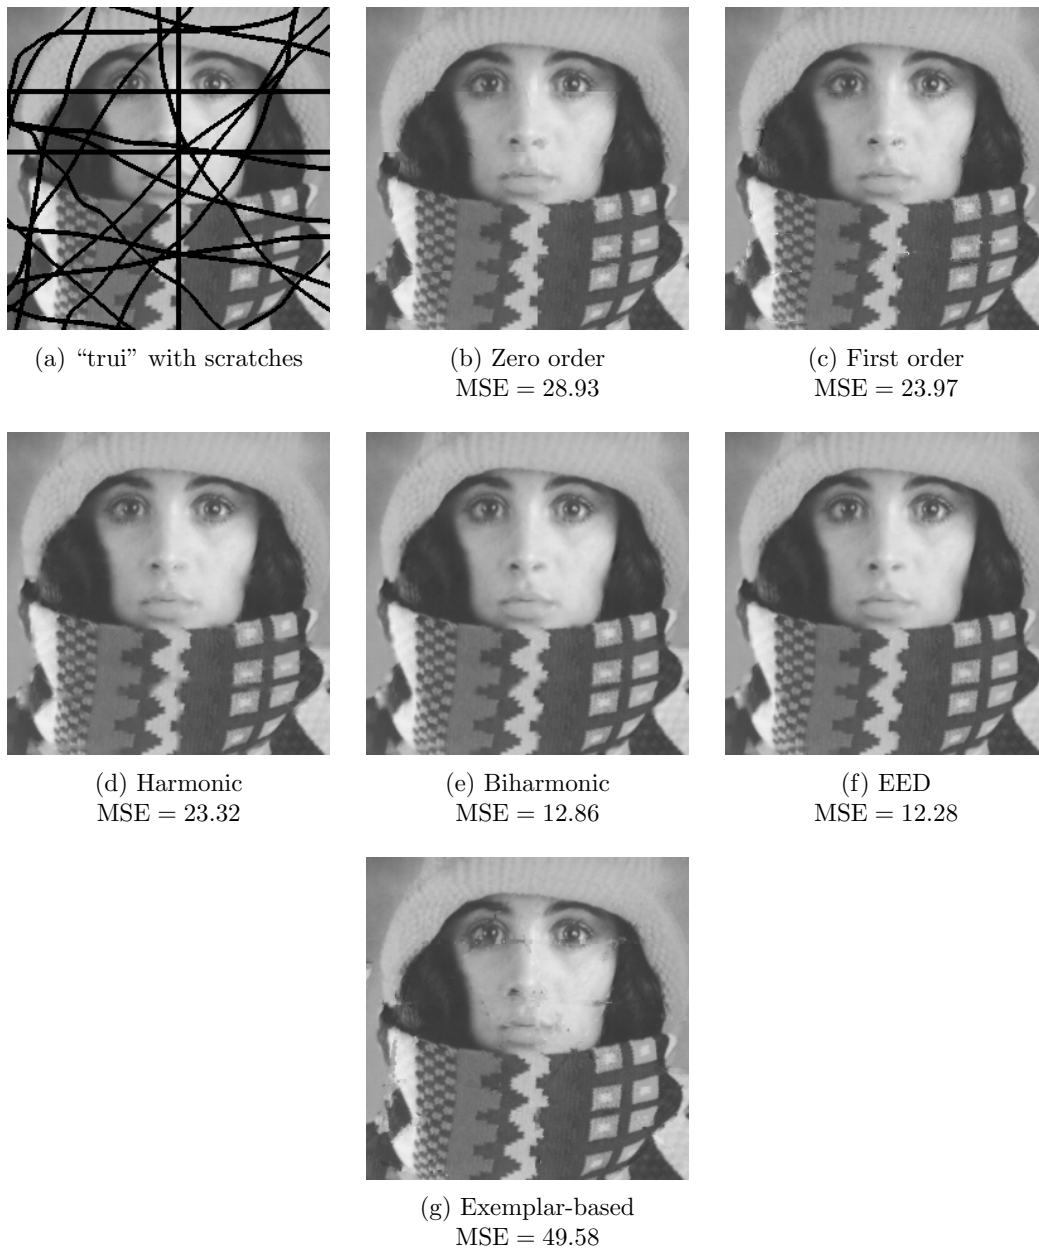 (a) “trui” with scratches
(b) Zero order
MSE = 28.93
(c) First order
MSE = 23.97
(d) Harmonic
MSE = 23.32
(e) Biharmonic
MSE = 12.86
(f) EED
MSE = 12.28
(g) Exemplar-based
MSE = 49.58